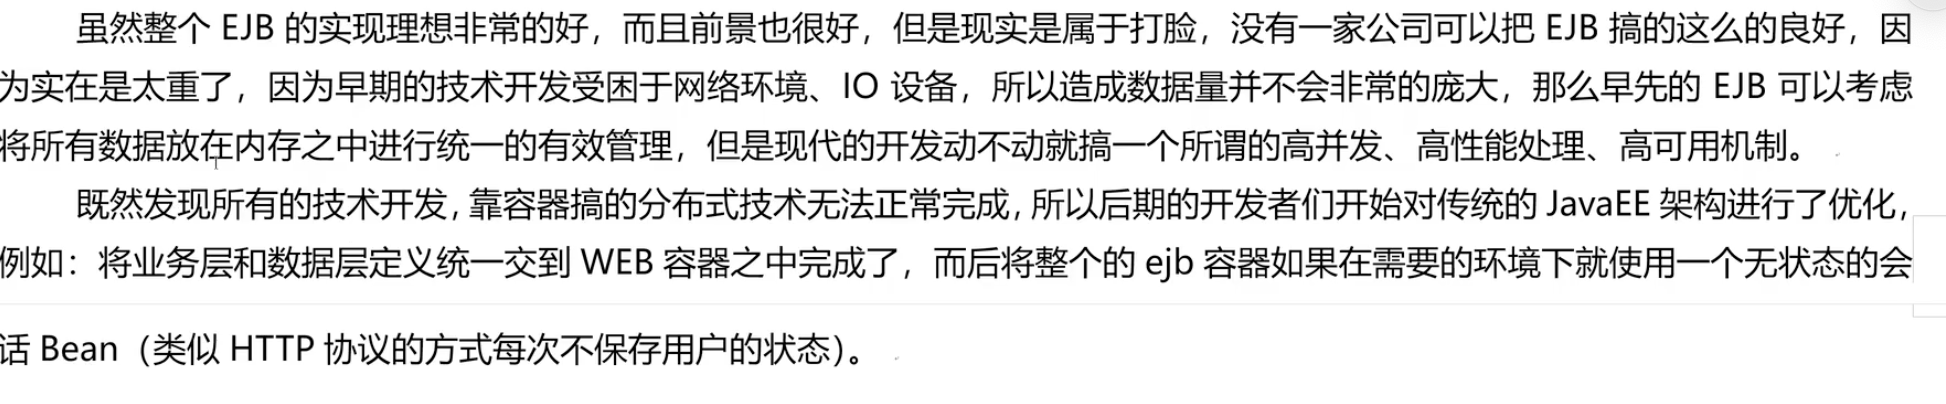 虽然整个 EJB 的实现理想非常的好，而且前景也很好，但是现实是属于打脸，没有一家公司可以把 EJB 搞的这么的良好，因
为实在是太重了，因为早期的技术开发受困于网络环境、IO 设备，所以造成数据量并不会非常的庞大，那么早先的 EJB 可以考虑
将所有数据放在内存之中进行统一的有效管理，但是现代的开发动不动就搞一个所谓的高并发、高性能处理、高可用机制。
既然发现所有的技术开发，靠容器搞的分布式技术无法正常完成，所以后期的开发者们开始对传统的 JavaEE 架构进行了优化，
例如：将业务层和数据层定义统一交到 WEB 容器之中完成了，而后将整个的 ejb 容器如果在需要的环境下就使用一个无状态的会
话 Bean（类似 HTTP 协议的方式每次不保存用户的状态）。